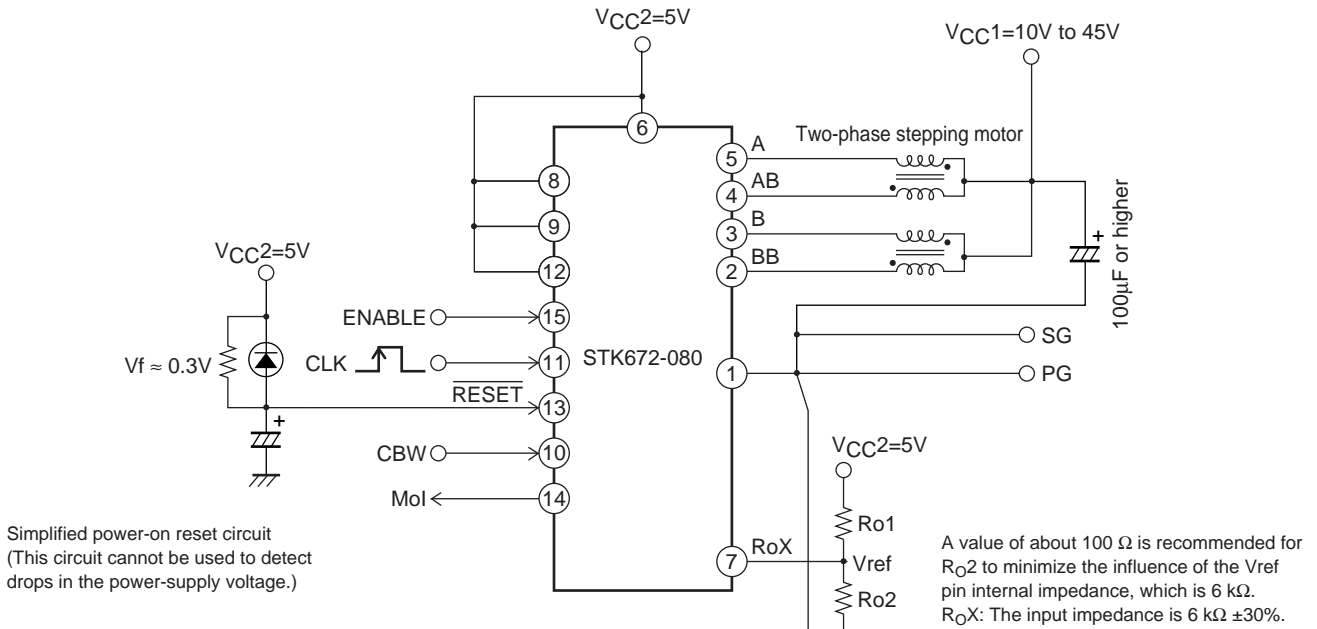 VCC2=5V
VCC1=10V to 45V
6
Two-phase stepping motor
5
A
8
4
AB
9
3
B
100µF or higher
VCC2=5V
12
2
BB
ENABLE
15
SG
Vf ≈ 0.3V
CLK
11
STK672-080
1
PG
RESET
13
CBW
10
VCC2=5V
MoI
14
Ro1
Simplified power-on reset circuit
(This circuit cannot be used to detect
drops in the power-supply voltage.)
7
RoX
Vref
Ro2
A value of about 100 Ω is recommended for
RO2 to minimize the influence of the Vref
pin internal impedance, which is 6 kΩ.
ROX: The input impedance is 6 kΩ ±30%.
+
+